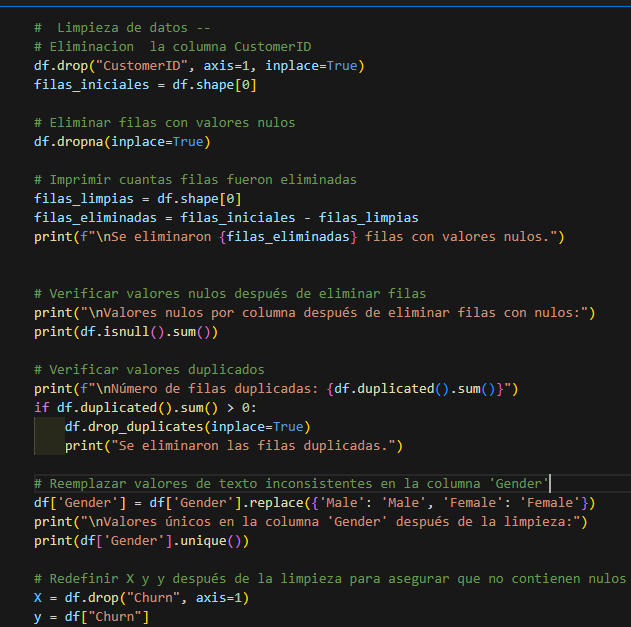 #  Limpieza de datos --
# Eliminacion  la columna CustomerID
df.drop("CustomerID", axis=1, inplace=True)
filas_iniciales = df.shape[0]
# Eliminar filas con valores nulos
df.dropna(inplace=True)
# Imprimir cuantas filas fueron eliminadas
filas_limpias = df.shape[0]
filas_eliminadas = filas_iniciales - filas_limpias
print(f"\nSe eliminaron {filas_eliminadas} filas con valores nulos.")
# Verificar valores nulos después de eliminar filas
print("\nValores nulos por columna después de eliminar filas con nulos:")
print(df.isnull().sum())
# Verificar valores duplicados
print(f"\nNúmero de filas duplicadas: {df.duplicated().sum()}")
if df.duplicated().sum() > 0:
    df.drop_duplicates(inplace=True)
    print("Se eliminaron las filas duplicadas.")
# Reemplazar valores de texto inconsistentes en la columna 'Gender'
df['Gender'] = df['Gender'].replace({'Male': 'Male', 'Female': 'Female'})
print("\nValores únicos en la columna 'Gender' después de la limpieza:")
print(df['Gender'].unique())
# Redefinir X y y después de la limpieza para asegurar que no contienen nulos
X = df.drop("Churn", axis=1)
y = df["Churn"]